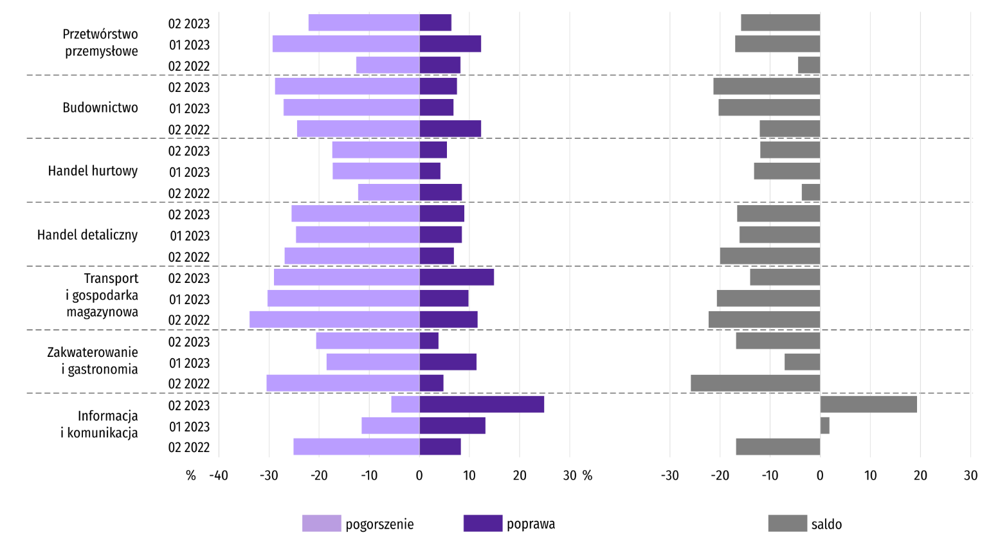 Przetwórstwo
przemysłowe
02 2023
01 2023
02 2022
Budownictwo
02 2023
01 2023
02 2022
Handel hurtowy
02 2023
01 2023
02 2022
Handel detaliczny
02 2023
01 2023
02 2022
Transport
i gospodarka
magazynowa
02 2023
01 2023
02 2022
Zakwaterowanie
i gastronomia
02 2023
01 2023
02 2022
Informacja
i komunikacja
02 2023
01 2023
02 2022
% -40 -30 -20 -10 0 10 20 30 % -30 -20 -10 0 10 20 30
pogorszenie poprawa saldo